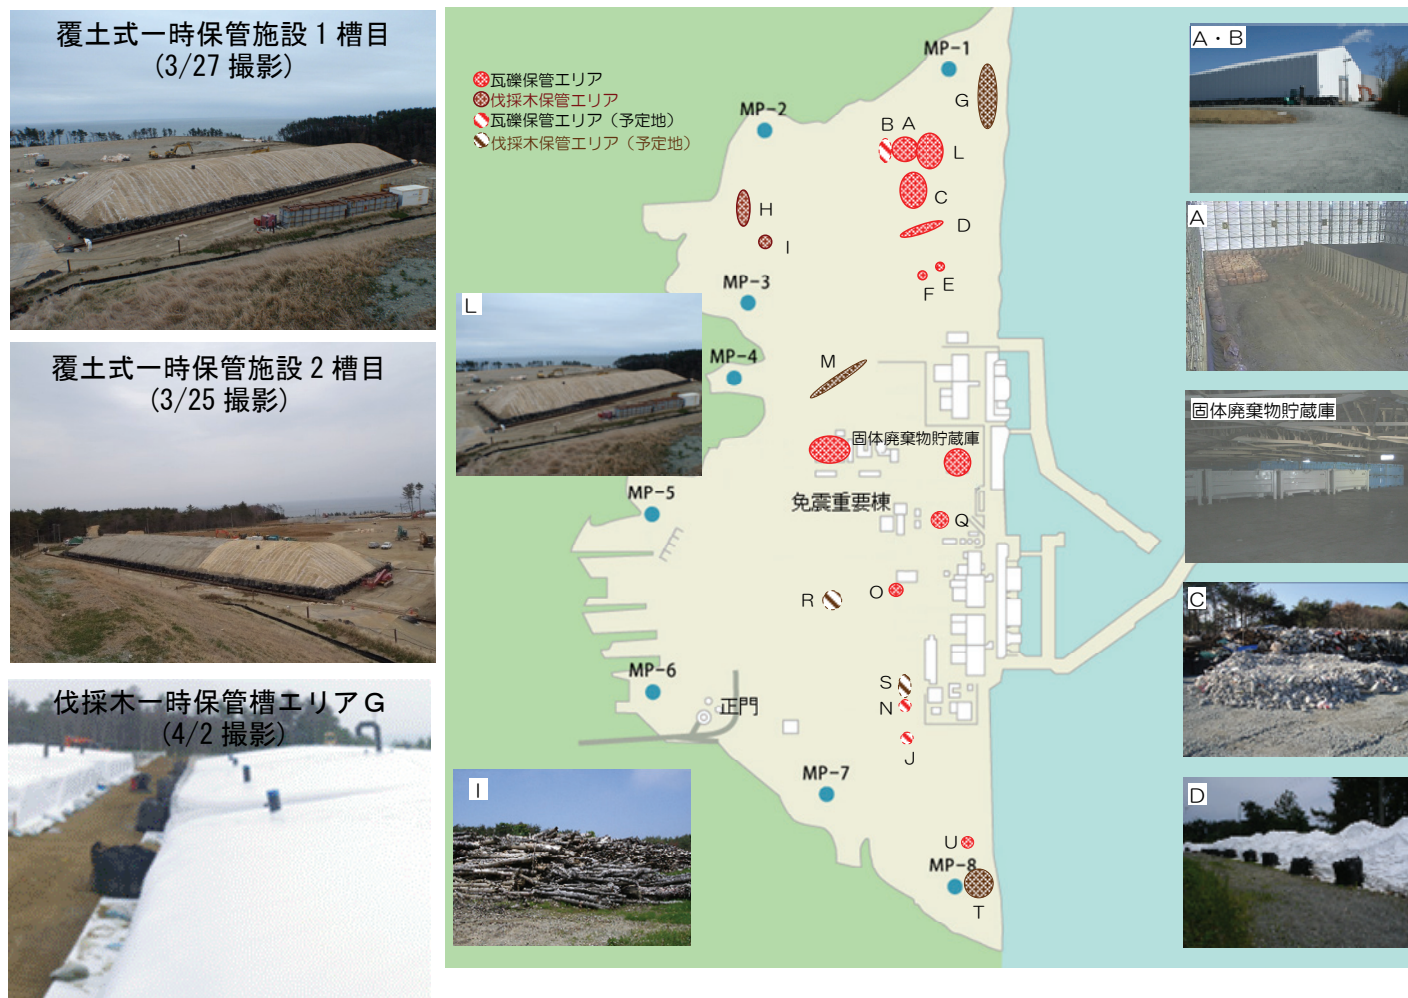 覆土式一時保管施設1槽目
(3/27 撮影)
覆土式一時保管施設2槽目
(3/25 撮影)
伐採木一時保管槽エリアG
(4/2 撮影)
瓦礫保管エリア
伐採木保管エリア
瓦礫保管エリア（予定地）
伐採木保管エリア（予定地）
MP-1
G
MP-2
B
A
L
C
H
D
I
E
F
MP-3
L
MP-4
M
固体廃棄物貯蔵庫
MP-5
免震重要棟
Q
O
R
MP-6
S
N
正門
J
MP-7
I
U
MP-8
T
A・B
A
固体廃棄物貯蔵庫
C
D